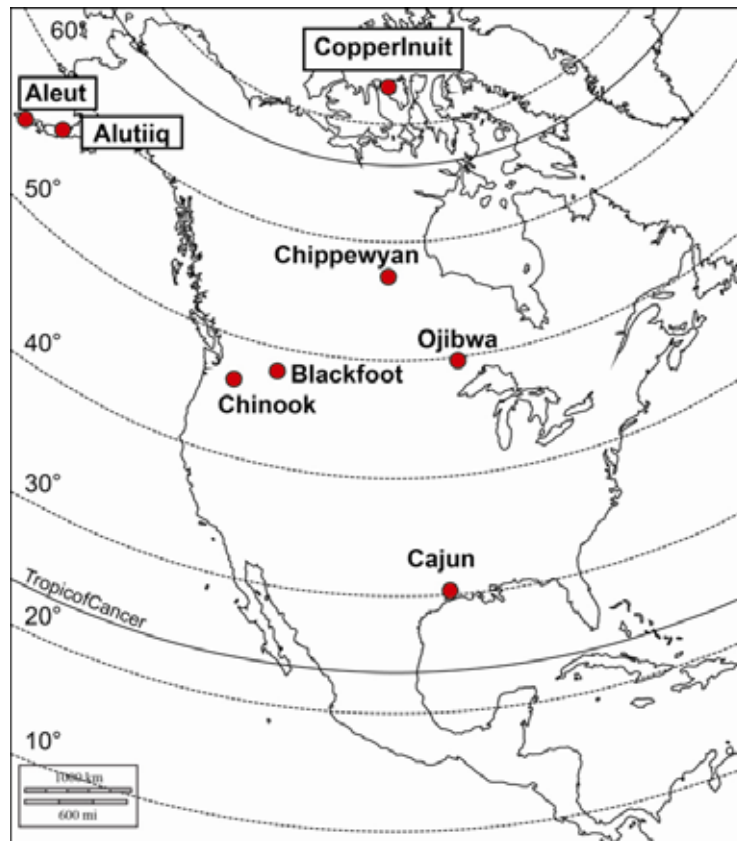 60°
CopperInuit
Aleut
Alutiiq
50°
Chippewyan
40°
Ojibwa
Blackfoot
Chinook
30°
Cajun
TropicofCancer
20°
10°
1000 km
600 mi